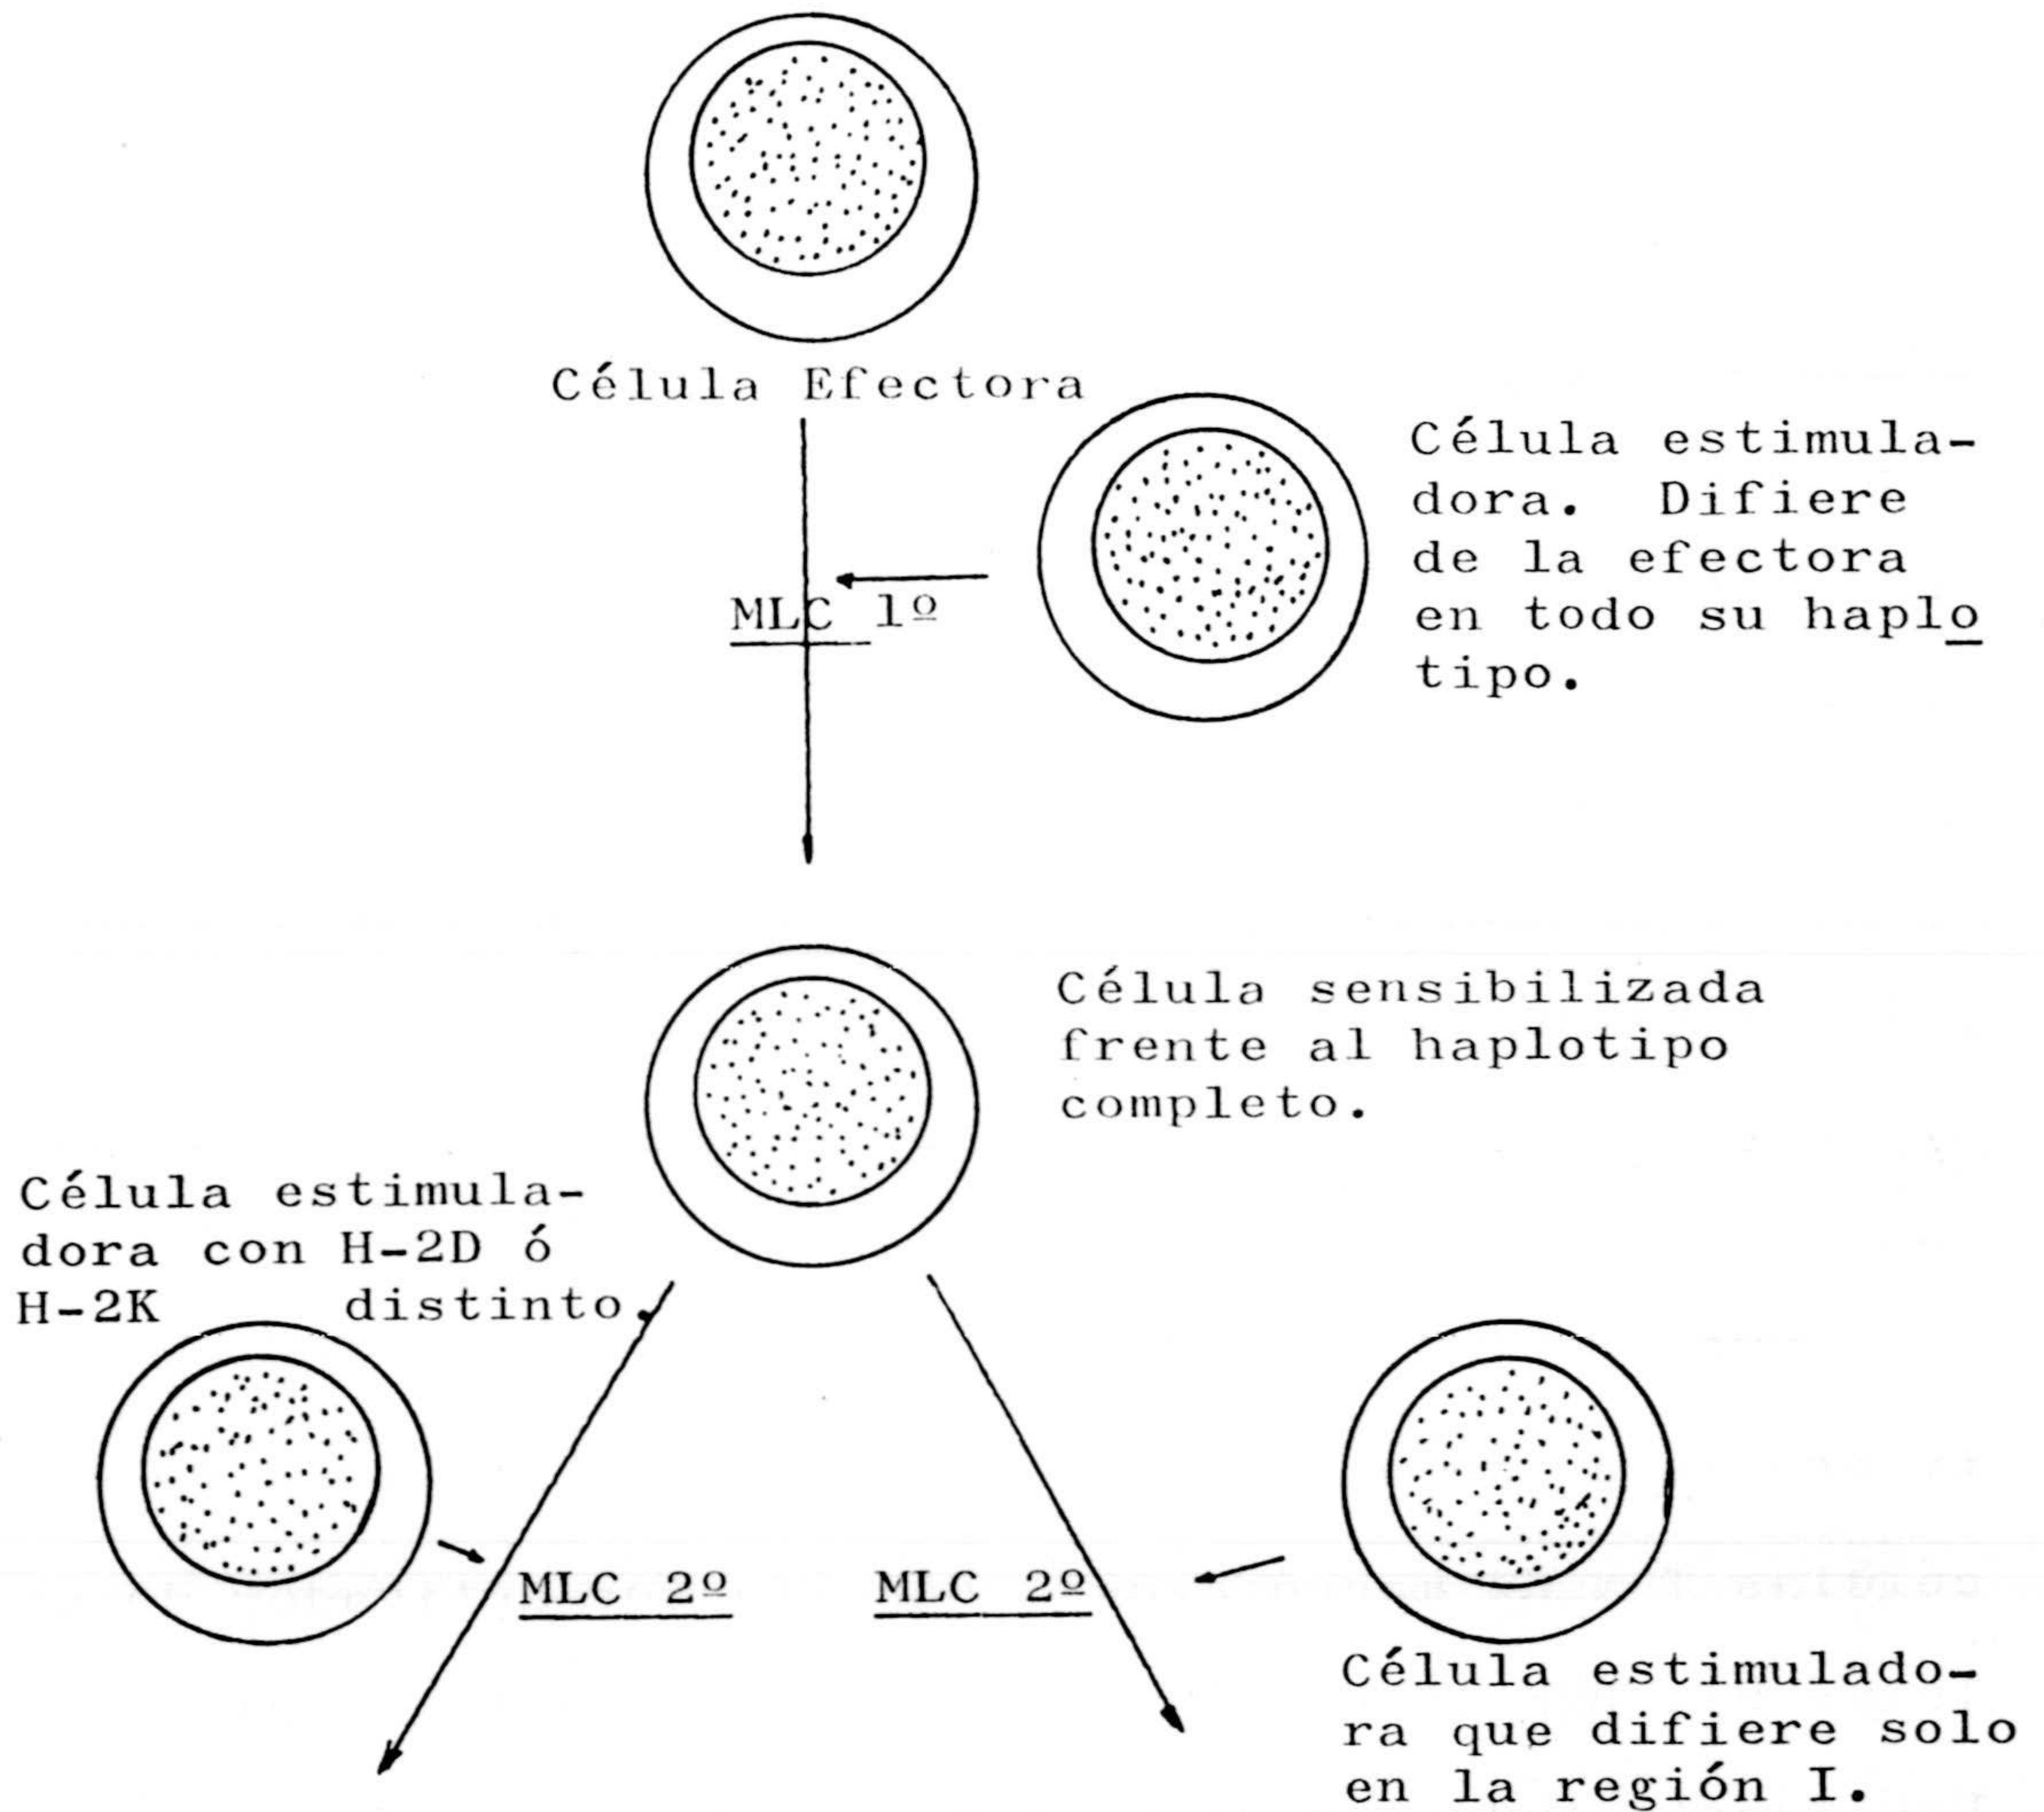 Célula Efectora
Célula estimula-
dora. Difiere
de la efectora
en todo su haplo
tipo.
MLC 1º
Célula sensibilizada
frente al haplotipo
completo.
Célula estimula-
dora con H-2D ó
H-2K distinto.
MLC 2º MLC 2º
Célula estimulado-
ra que difiere solo
en la región I.